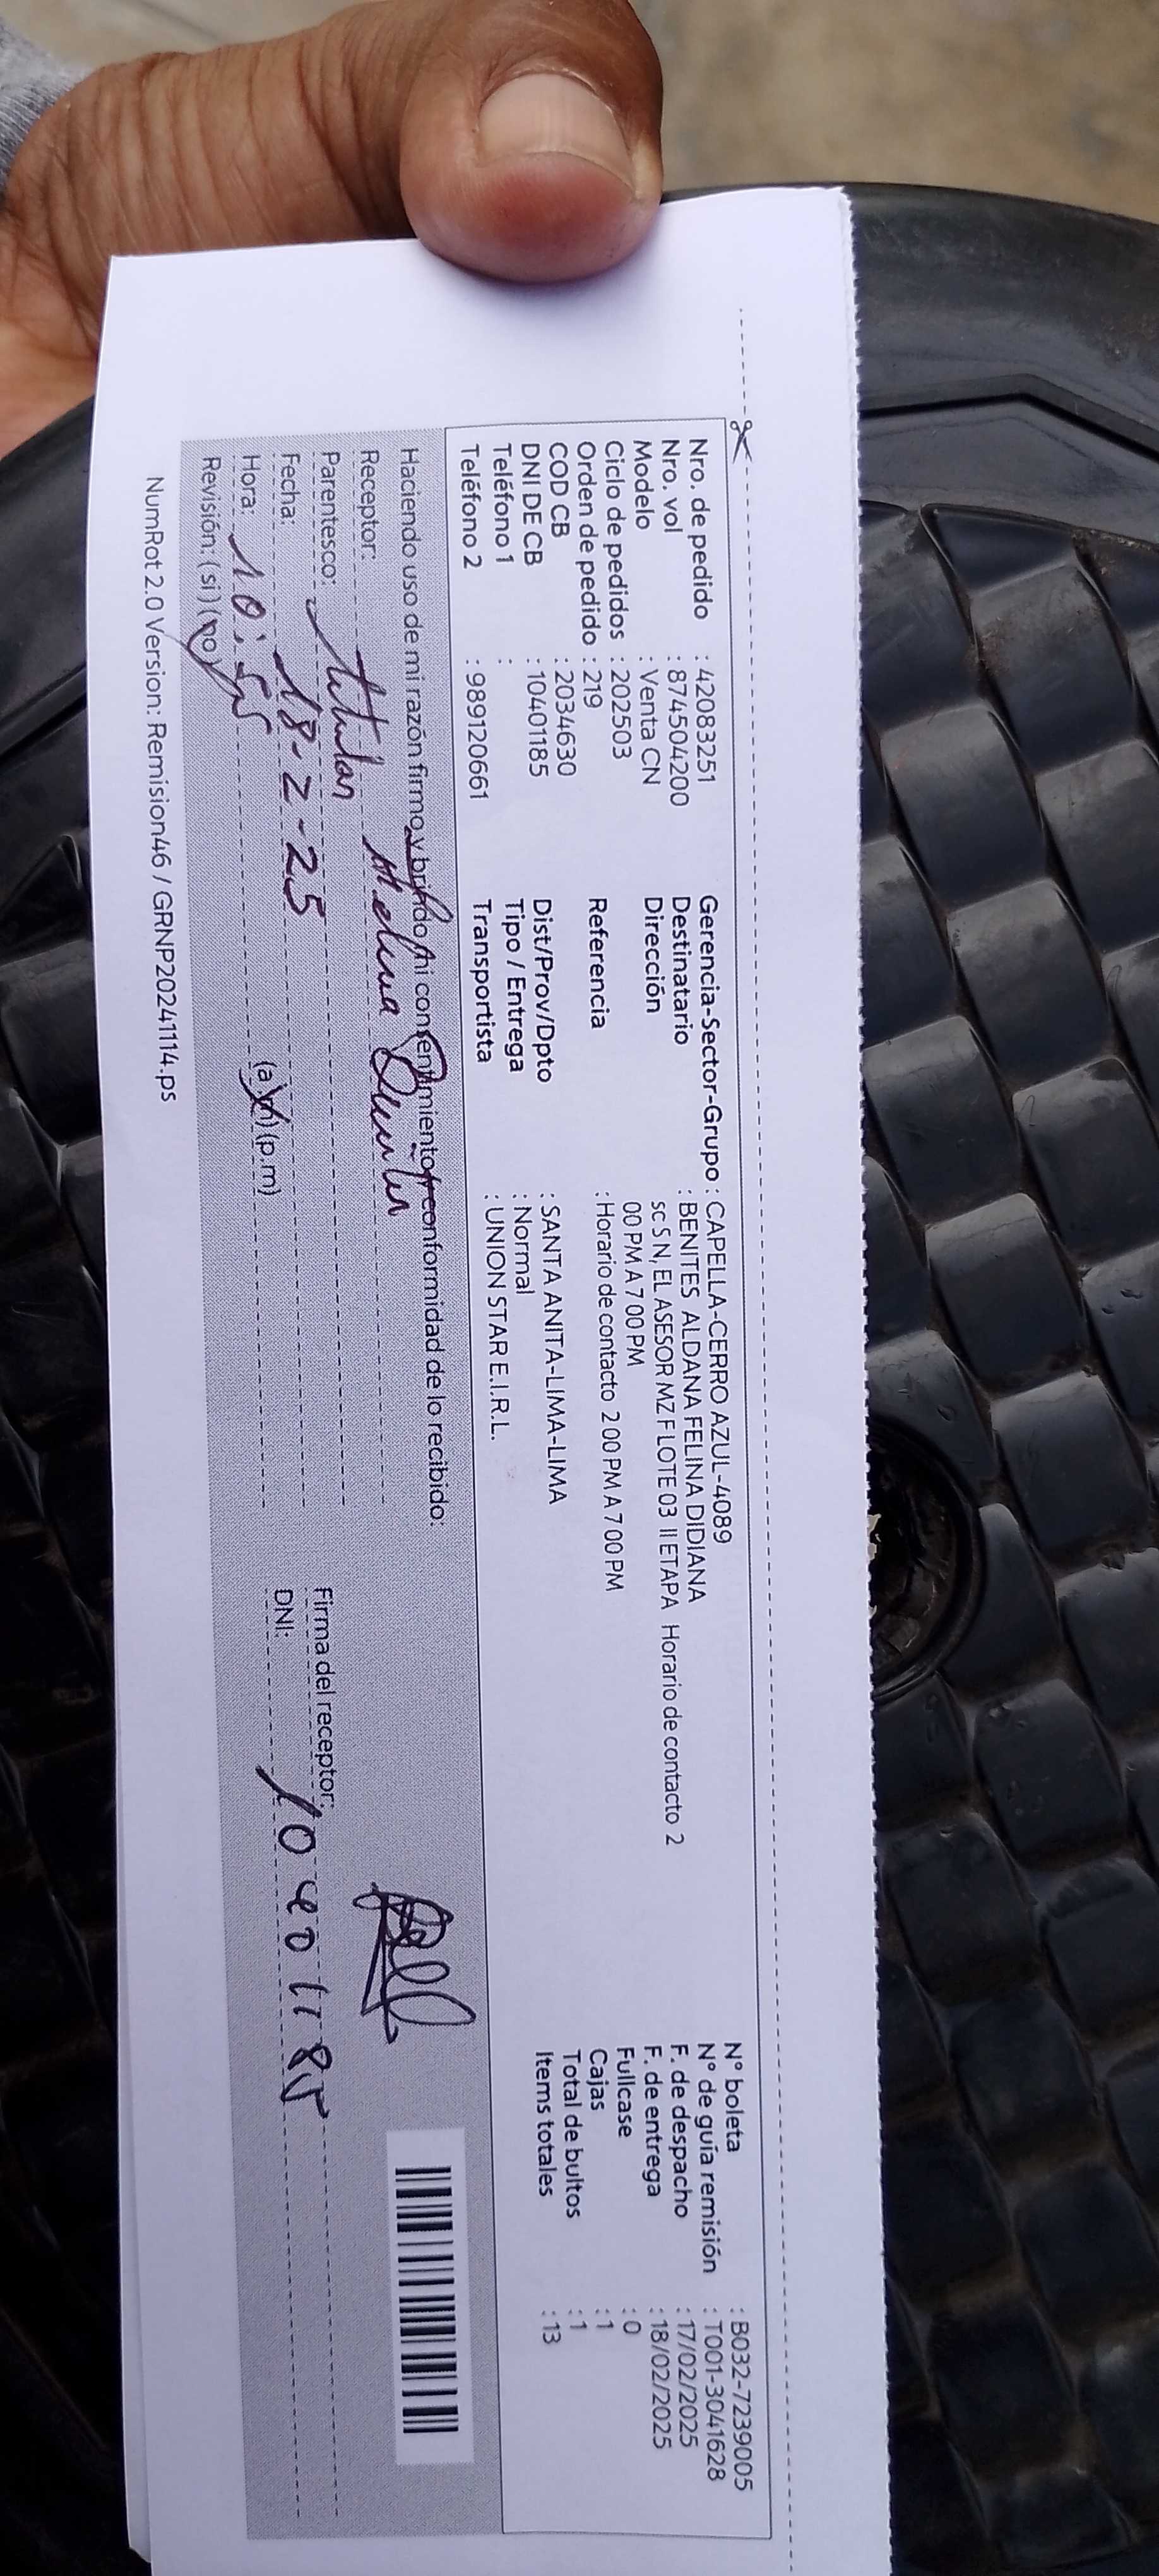 Nro. de pedido : 42083251
Nro. vol : 874504200
Modelo : Venta CN
Ciclo de pedidos : 202503
Orden de pedido : 219
COD CB : 2034630
DNI DE CB : 10401185
Teléfono 1 :
Teléfono 2 : 989120661
Gerencia-Sector-Grupo : CAPELLA-CERRO AZUL-4089
Destinatario : BENITES ALDANA FELINA DIDIANA
Dirección sc S N, EL ASESOR MZ F LOTE 03 II ETAPA Horario de contacto 2
00 PM A 7 00 PM
Referencia : Horario de contacto 2 00 PM A 7 00 PM
Dist/Prov/Dpto : SANTA ANITA-LIMA-LIMA
Tipo / Entrega : Normal
Transportista : UNION STAR E.I.R.L.
N° boleta : B032-7239005
N° de guía remisión : T001-3041628
F. de despacho : 17/02/2025
F. de entrega : 18/02/2025
Fullcase : 0
Cajas : 1
Total de bultos : 1
Items totales : 13
Haciendo uso de mi razón firmo y brindo mi consentimiento y conformidad de lo recibido:
Receptor:
Parentesco: titular
Fecha: 18-2-25
Hora: 10:55 (a.m) (p.m)
Revisión: (si) (no)
Firma del receptor:
DNI: 10401185
NumRot 2.0 Version: Remision46 / GRNP20241114.ps